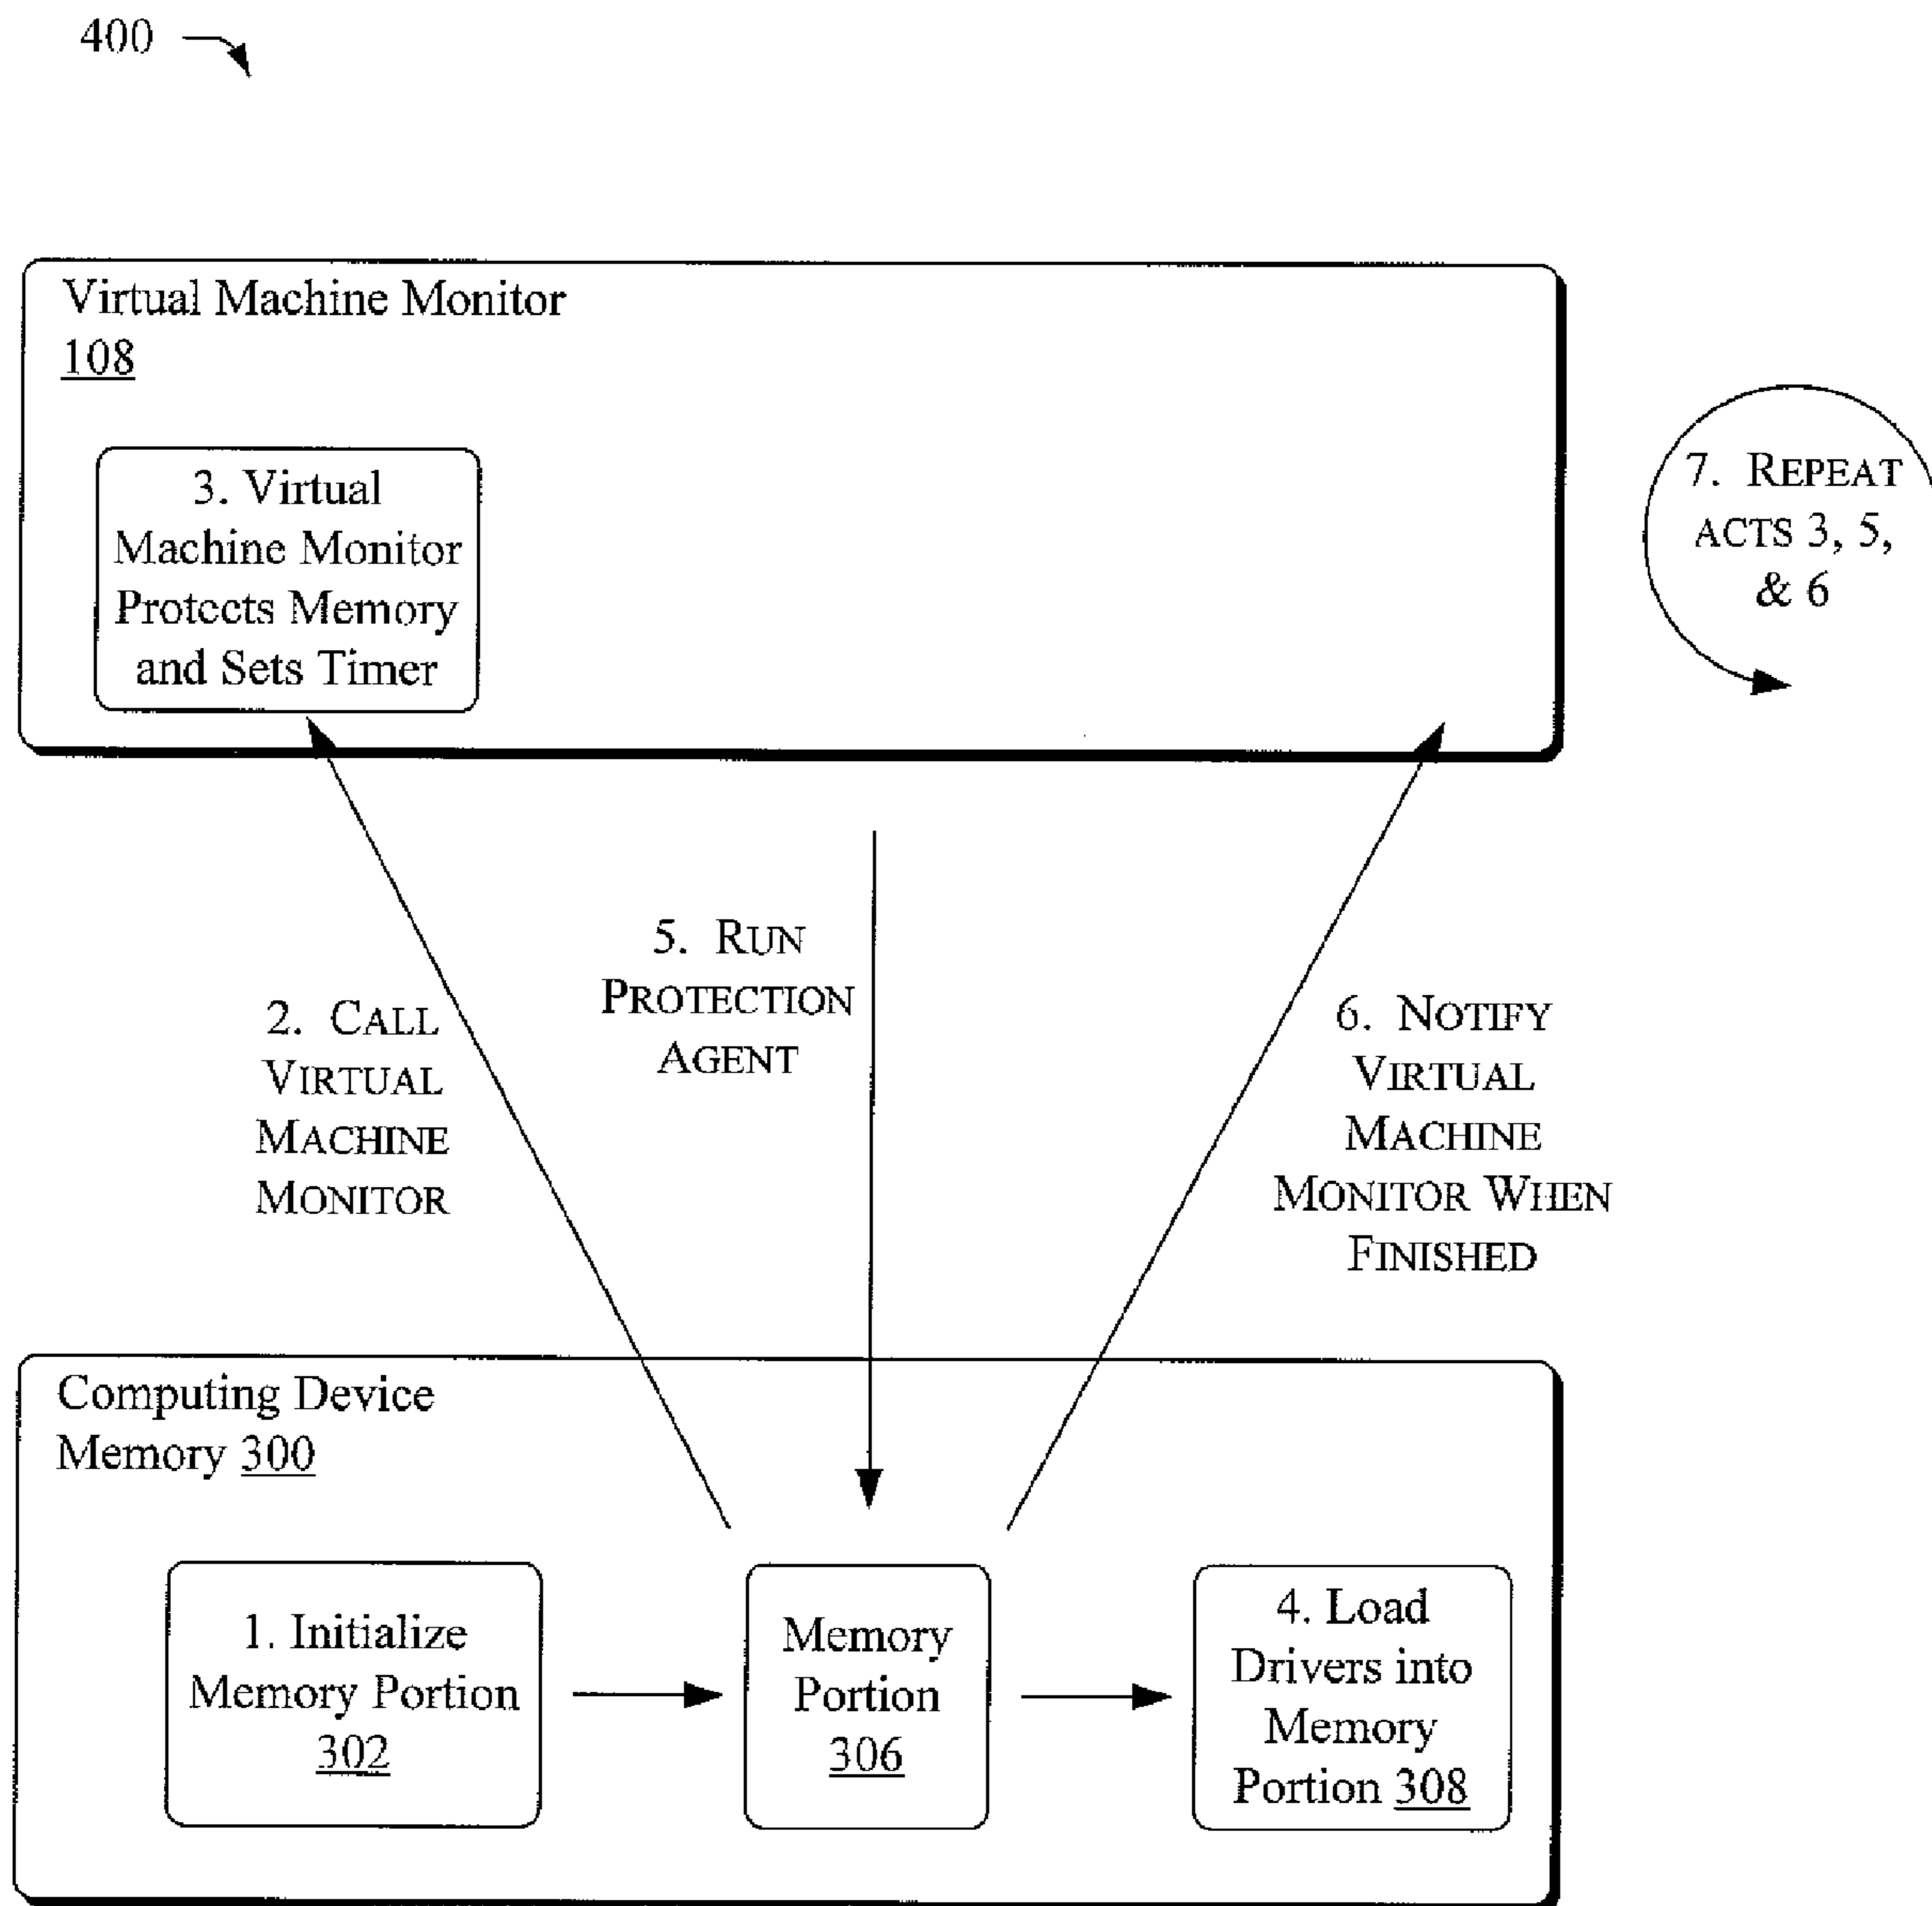 400
Virtual Machine Monitor
108
3. Virtual
Machine Monitor
Protects Memory
and Sets Timer
7. REPEAT
ACTS 3, 5,
& 6
2. CALL
VIRTUAL
MACHINE
MONITOR
5. RUN
PROTECTION
AGENT
6. NOTIFY
VIRTUAL
MACHINE
MONITOR WHEN
FINISHED
Computing Device
Memory 300
1. Initialize
Memory Portion
302
Memory
Portion
306
4. Load
Drivers into
Memory
Portion 308